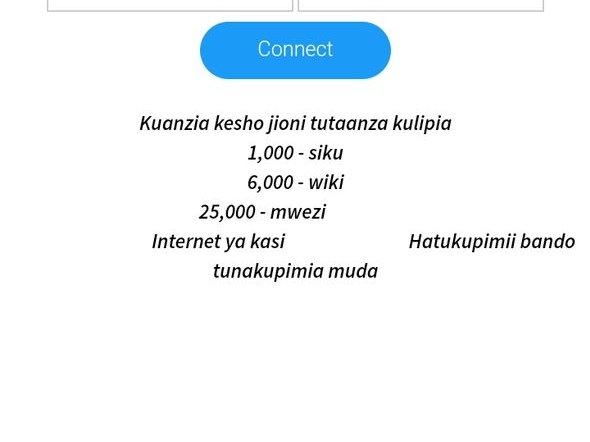 Connect
Kuanzia kesho jioni tutaanza kulipia
1,000 - siku
6,000 - wiki
25,000 - mwezi
Internet ya kasi Hatukupimii bando
tunakupimia muda